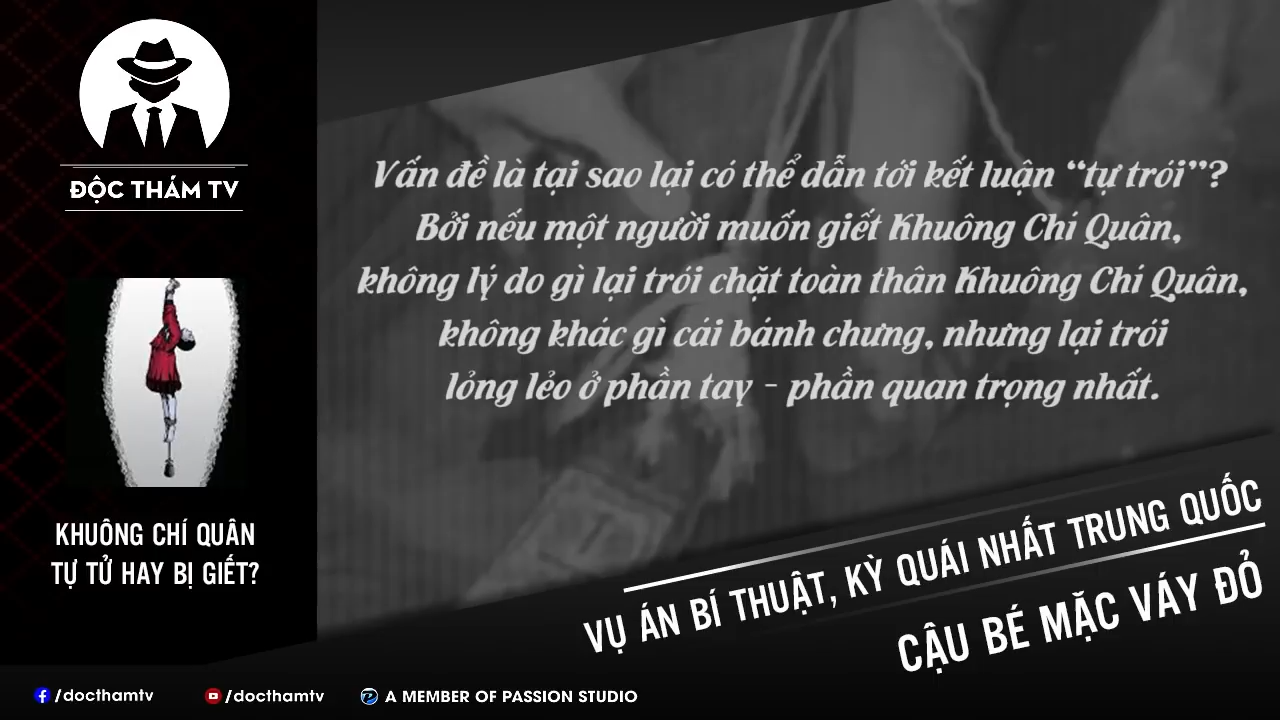 ĐỘC THÁM TV
KHUÔNG CHÍ QUÂN
TỰ TỬ HAY BỊ GIẾT?
Vấn đề là tại sao lại có thể dẫn tới kết luận “tự trói”?
Bởi nếu một người muốn giết Khuông Chí Quân,
không lý do gì lại trói chặt toàn thân Khuông Chí Quân,
không khác gì cái bánh chưng, nhưng lại trói
lỏng lẻo ở phần tay - phần quan trọng nhất.
VỤ ÁN BÍ THUẬT, KỲ QUÁI NHẤT TRUNG QUỐC
CẬU BÉ MẶC VÁY ĐỎ
/docthamtv
/docthamtv
A MEMBER OF PASSION STUDIO